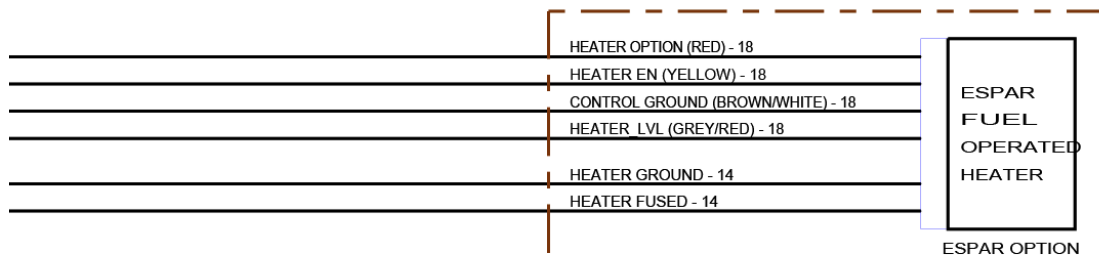 HEATER OPTION (RED) - 18
HEATER EN (YELLOW) - 18
CONTROL GROUND (BROWN/WHITE) - 18
HEATER_LVL (GREY/RED) - 18
HEATER GROUND - 14
HEATER FUSED - 14
ESPAR
FUEL
OPERATED
HEATER
ESPAR OPTION